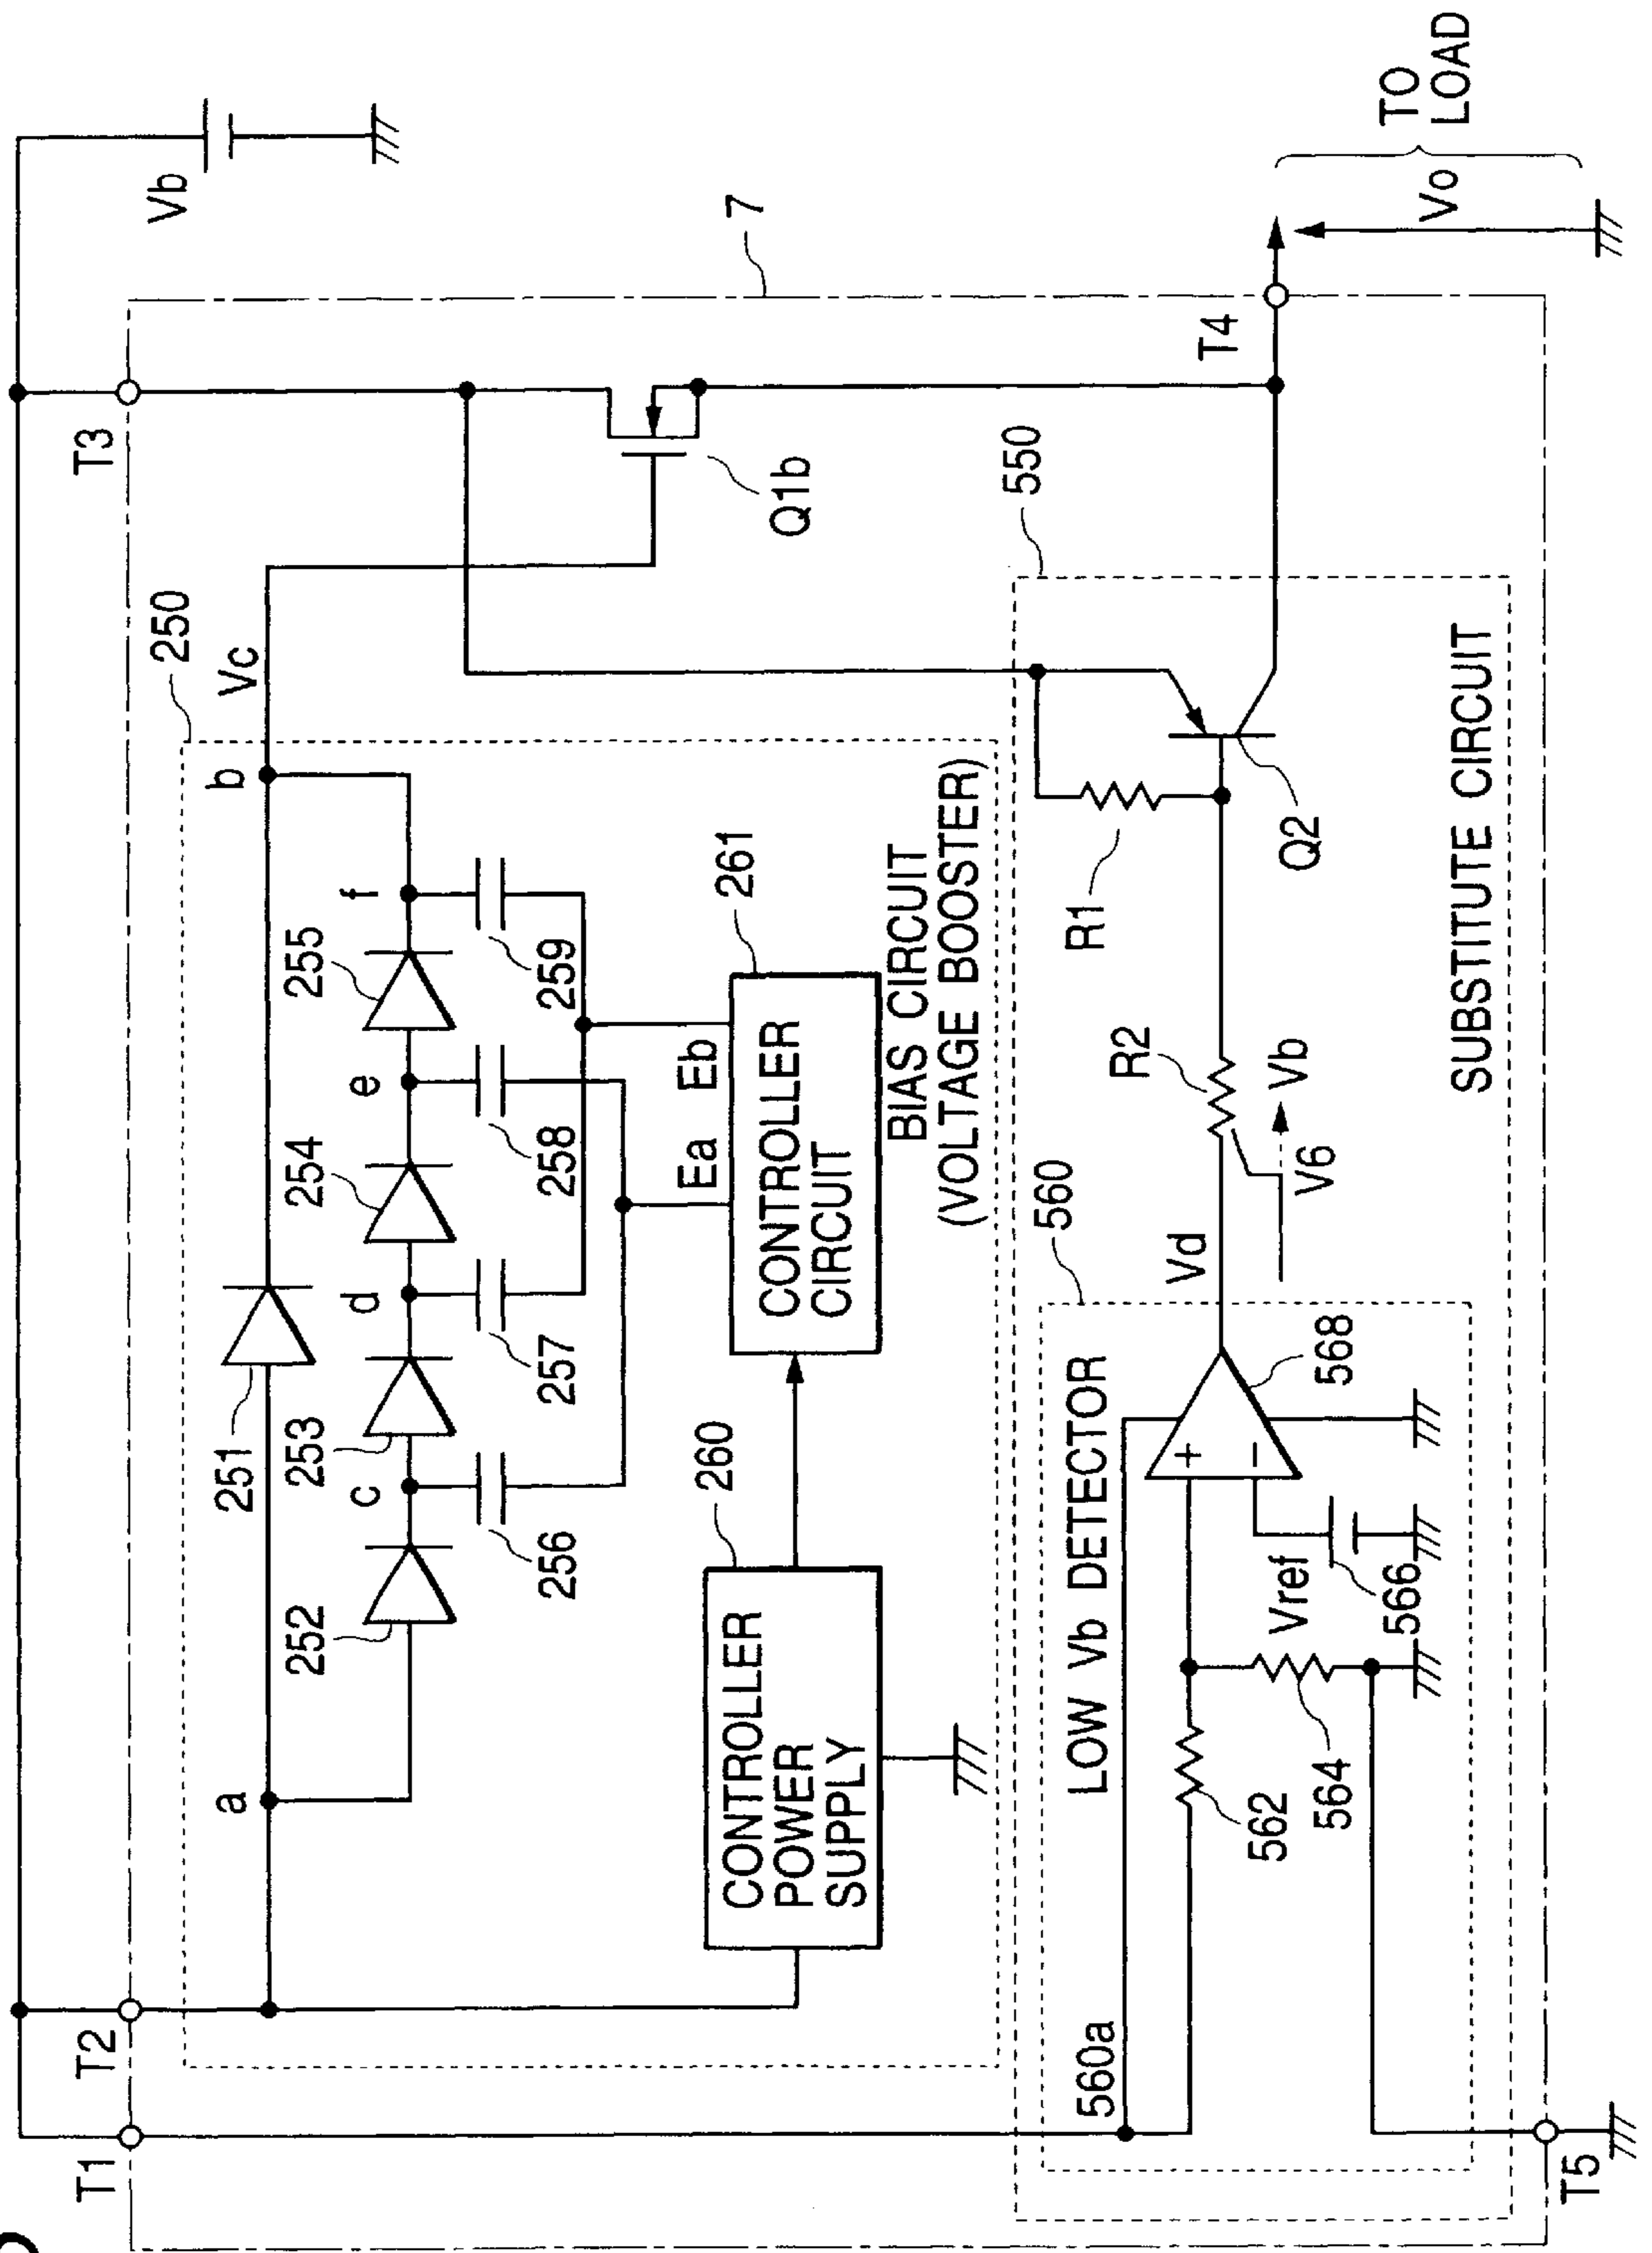 Vb
7
T1
T2
T3
250
Vc
a
b
251
252
253
254
255
c
d
e
f
256
257
258
259
Ea
Eb
260
261
CONTROLLER
POWER
SUPPLY
CONTROLLER
CIRCUIT
BIAS CIRCUIT
(VOLTAGE BOOSTER)
Q1b
550
T4
TO
LOAD
Vo
560a
LOW Vb DETECTOR
560
562
564
Vref
566
+
−
568
Vd
R2
V6
Vb
R1
Q2
SUBSTITUTE CIRCUIT
T5